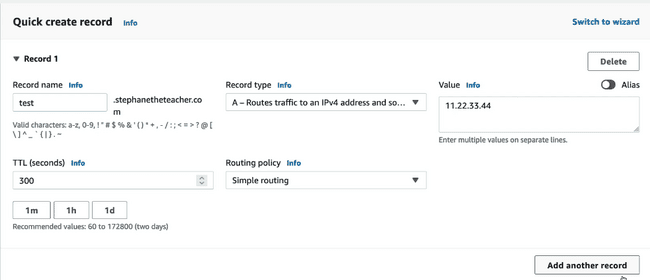 Quick create record Info
Switch to wizard
▼ Record 1
Delete
Record name Info
Record type Info
Value Info
Alias
test
.stephanetheteacher.co
m
A – Routes traffic to an IPv4 address and so...
11.22.33.44
Valid characters: a-z, 0-9, ! " # $ % & ' ( ) * + , - / : ; < = > ? @ [
\ ] ^ _ ` { | } . ~
Enter multiple values on separate lines.
TTL (seconds) Info
Routing policy Info
300
Simple routing
1m
1h
1d
Recommended values: 60 to 172800 (two days)
Add another record